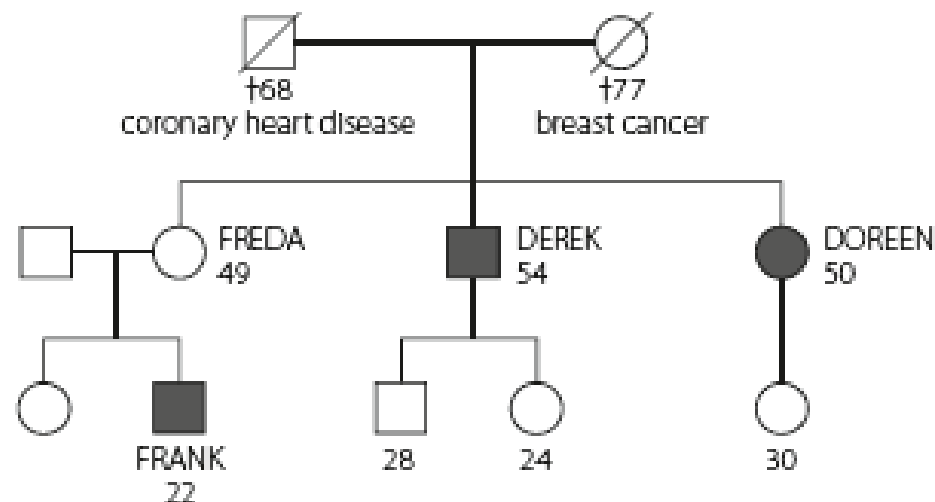 †68
coronary heart disease
†77
breast cancer
FREDA
49
DEREK
54
DOREEN
50
FRANK
22
28
24
30